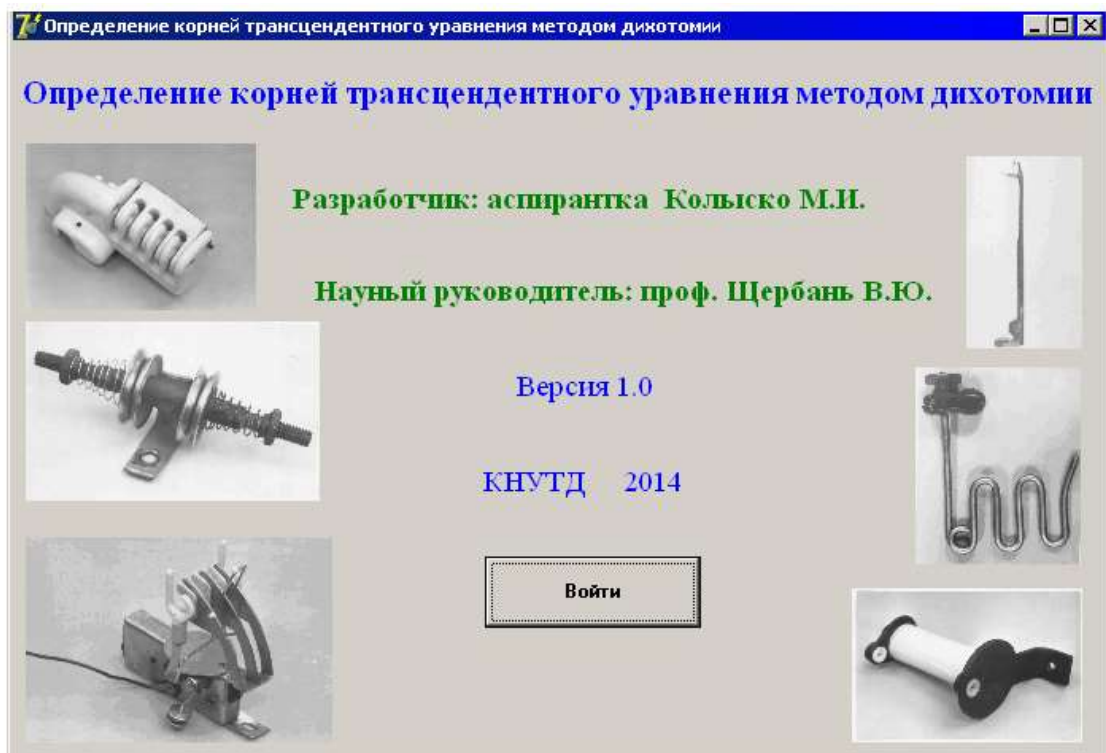 Определение корней трансцендентного уравнения методом дихотомии
Определение корней трансцендентного уравнения методом дихотомии
Разработчик: аспирантка Колыско М.И.
Науный руководитель: проф. Щербань В.Ю.
Версия 1.0
КНУТД 2014
Войти